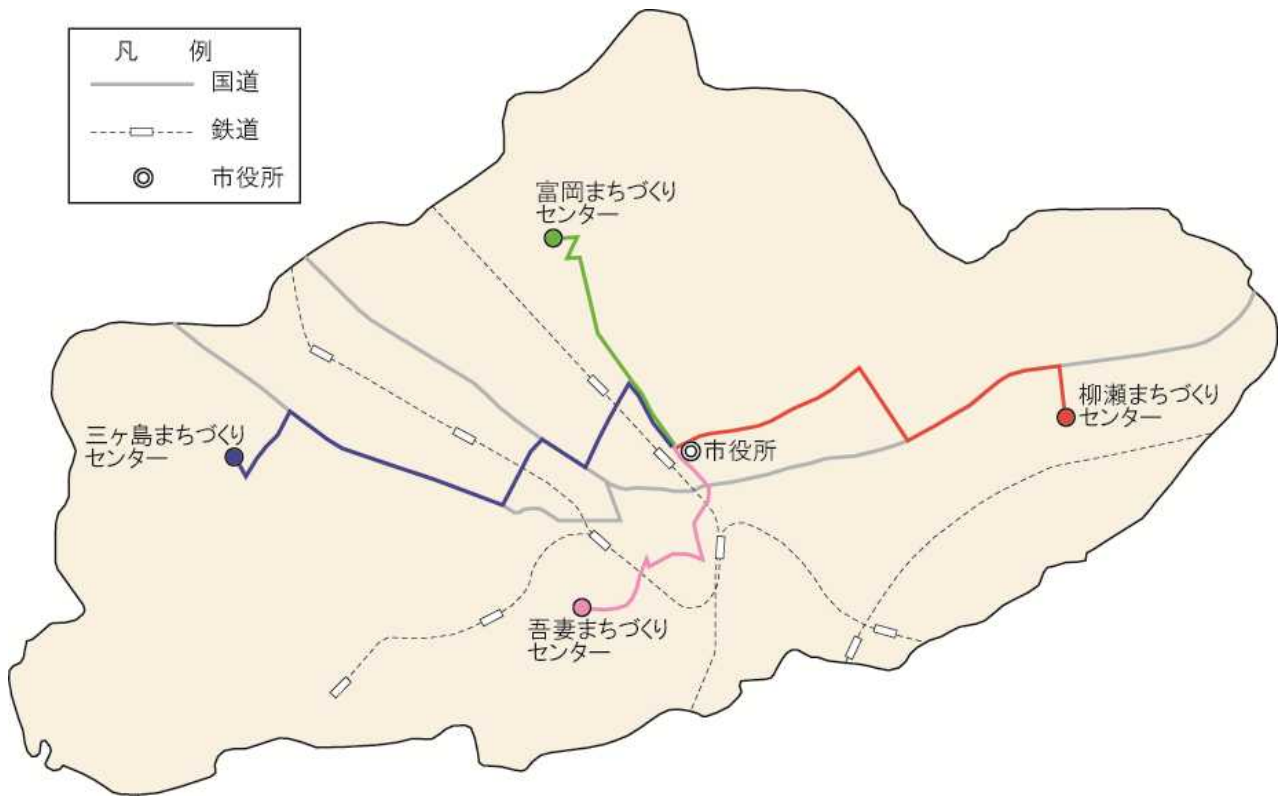 凡 例
国道
鉄道
市役所
富岡まちづくり
センター
三ヶ島まちづくり
センター
市役所
柳瀬まちづくり
センター
吾妻まちづくり
センター